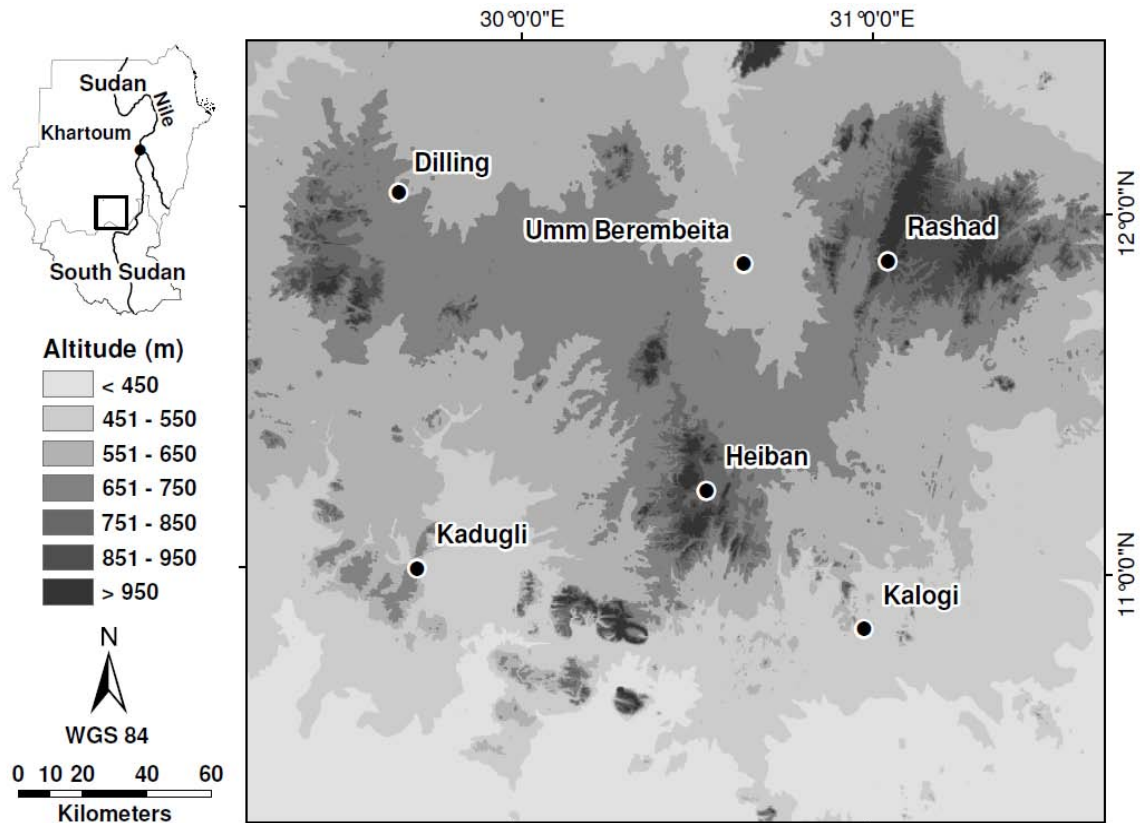 30°0'0"E
31°0'0"E
Sudan
Nile
Khartoum
South Sudan
Altitude (m)
< 450
451 - 550
551 - 650
651 - 750
751 - 850
851 - 950
> 950
N
WGS 84
0 10 20 40 60
Kilometers
Dilling
Umm Berembeita
Rashad
Heiban
Kadugli
Kalogi
12°0'0"N
11°0'0"N